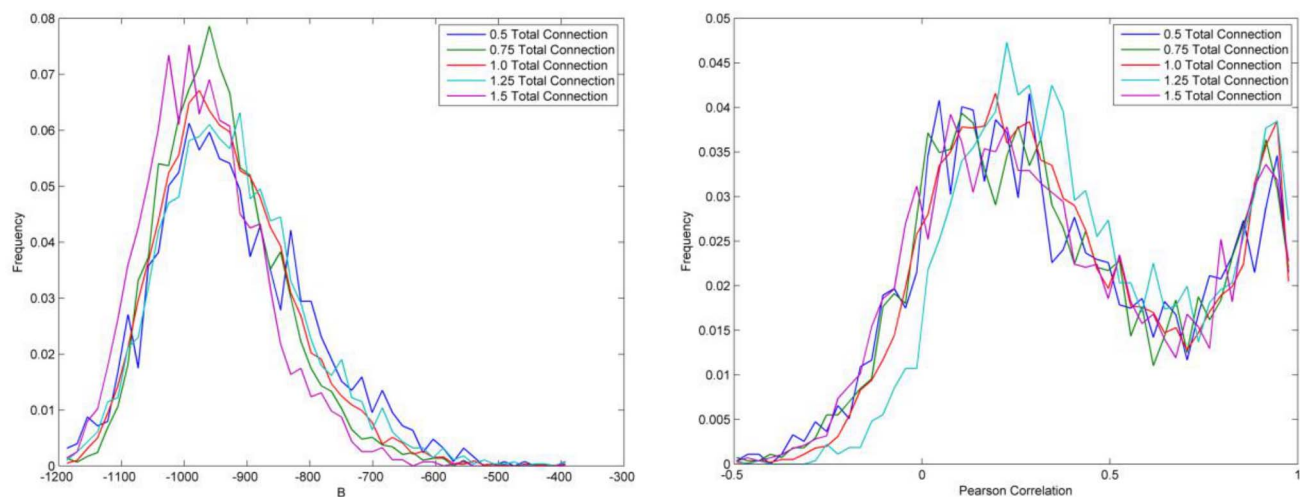 0.08
0.07
0.06
0.05
0.04
0.03
0.02
0.01
0
Frequency
-1200
-1100
-1000
-900
-800
-700
-600
-500
-400
-300
B
0.5 Total Connection
0.75 Total Connection
1.0 Total Connection
1.25 Total Connection
1.5 Total Connection
0.05
0.045
0.04
0.035
0.03
0.025
0.02
0.015
0.01
0.005
0
Frequency
-0.5
0
0.5
1
Pearson Correlation
0.5 Total Connection
0.75 Total Connection
1.0 Total Connection
1.25 Total Connection
1.5 Total Connection